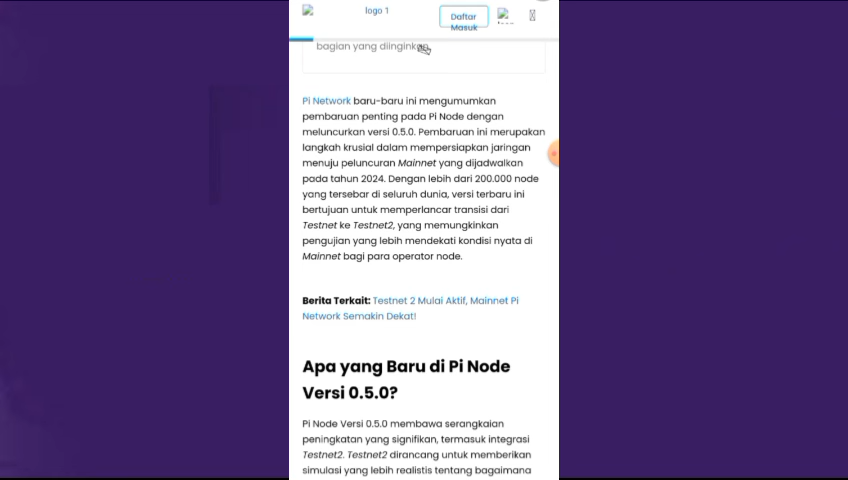 logo 1
Daftar
Masuk
bagian yang diinginkan
Pi Network baru-baru ini mengumumkan
pembaruan penting pada Pi Node dengan
meluncurkan versi 0.5.0. Pembaruan ini merupakan
langkah krusial dalam mempersiapkan jaringan
menuju peluncuran Mainnet yang dijadwalkan
pada tahun 2024. Dengan lebih dari 200.000 node
yang tersebar di seluruh dunia, versi terbaru ini
bertujuan untuk memperlancar transisi dari
Testnet ke Testnet2, yang memungkinkan
pengujian yang lebih mendekati kondisi nyata di
Mainnet bagi para operator node.
Berita Terkait: Testnet 2 Mulai Aktif, Mainnet Pi
Network Semakin Dekat!
Apa yang Baru di Pi Node
Versi 0.5.0?
Pi Node Versi 0.5.0 membawa serangkaian
peningkatan yang signifikan, termasuk integrasi
Testnet2. Testnet2 dirancang untuk memberikan
simulasi yang lebih realistis tentang bagaimana